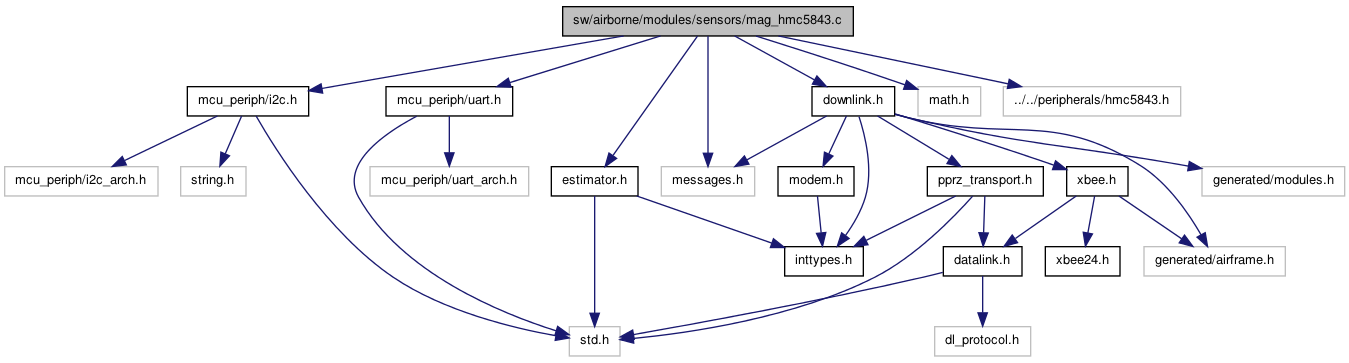 sw/airborne/modules/sensors/mag_hmc5843.c
mcu_periph/i2c.h
mcu_periph/uart.h
downlink.h
math.h
../../peripherals/hmc5843.h
mcu_periph/i2c_arch.h
string.h
mcu_periph/uart_arch.h
estimator.h
messages.h
modem.h
pprz_transport.h
xbee.h
generated/modules.h
inttypes.h
datalink.h
xbee24.h
generated/airframe.h
std.h
dl_protocol.h